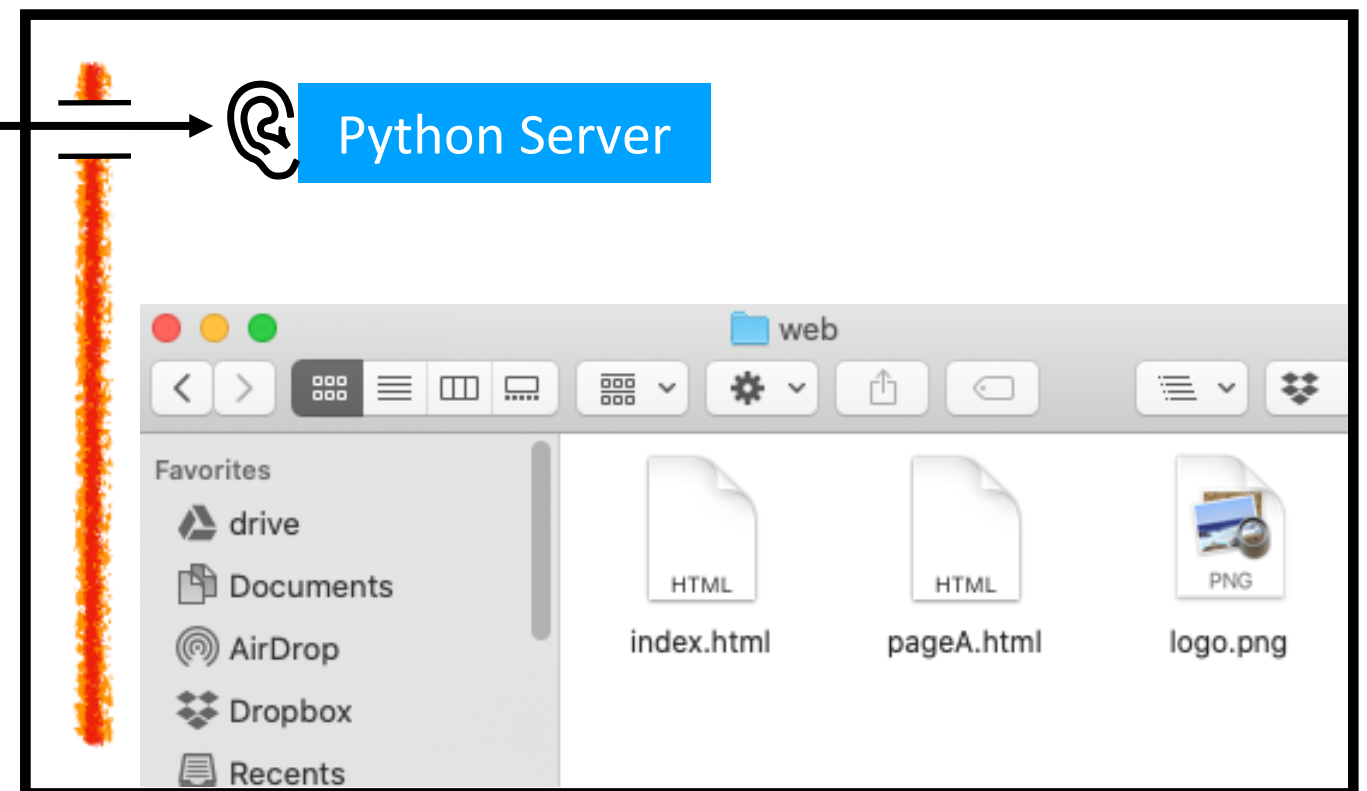 Python Server
web
Favorites
drive
Documents
AirDrop
Dropbox
Recents
HTML
HTML
PNG
index.html
pageA.html
logo.png